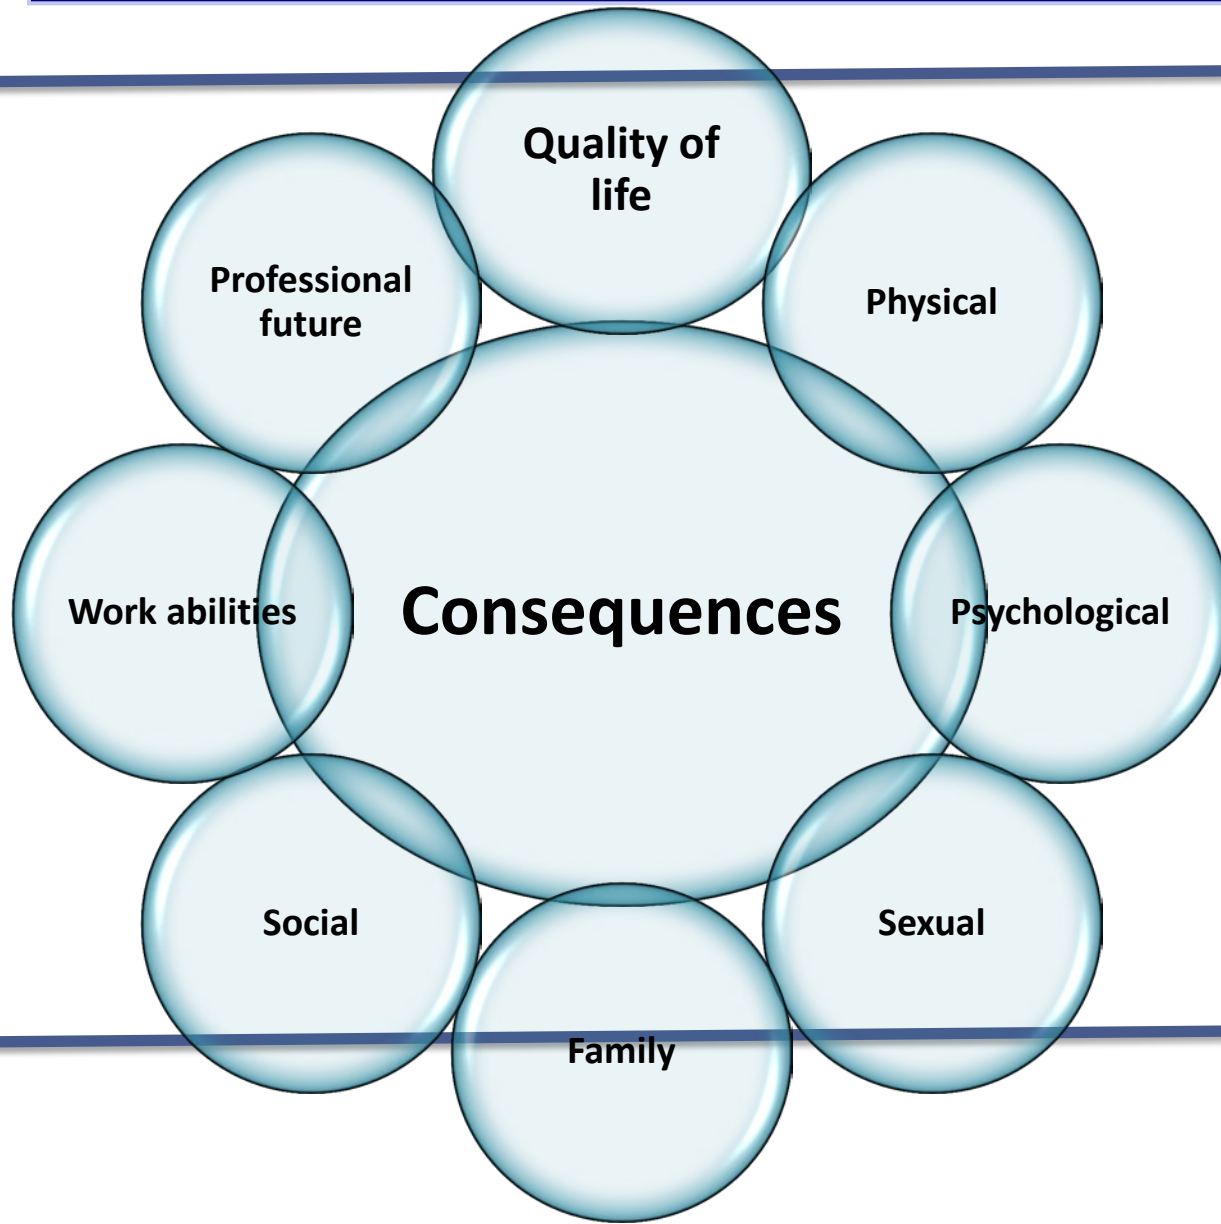 Quality of
life
Physical
Psychological
Sexual
Family
Social
Work abilities
Professional
future
Consequences